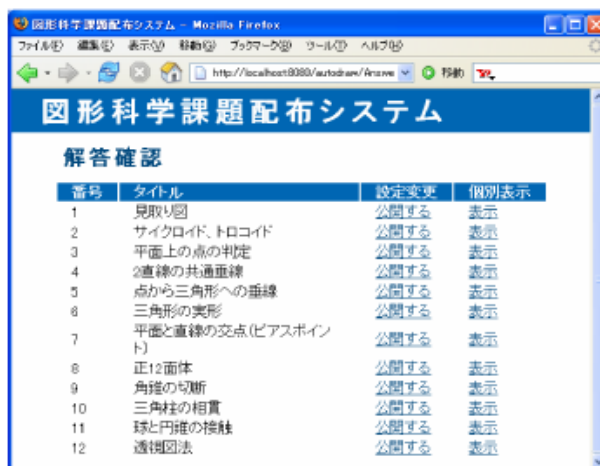 図形科学課題配布システム - Mozilla Firefox
ファイル(F) 編集(E) 表示(V) 移動(G) ブックマーク(B) ツール(T) ヘルプ(H)
http://localhost8080/autodraw/Answe 移動
図形科学課題配布システム
解答確認
番号 タイトル 設定変更 個別表示
1 見取り図 公開する 表示
2 サイクロイド、トロコイド 公開する 表示
3 平面上の点の判定 公開する 表示
4 2直線の共通垂線 公開する 表示
5 点から三角形への垂線 公開する 表示
6 三角形の実形 公開する 表示
7 平面と直線の交点(ピアスポイン 公開する 表示
ト)
8 正12面体 公開する 表示
9 角錐の切断 公開する 表示
10 三角柱の相貫 公開する 表示
11 球と円錐の接触 公開する 表示
12 透視図法 公開する 表示